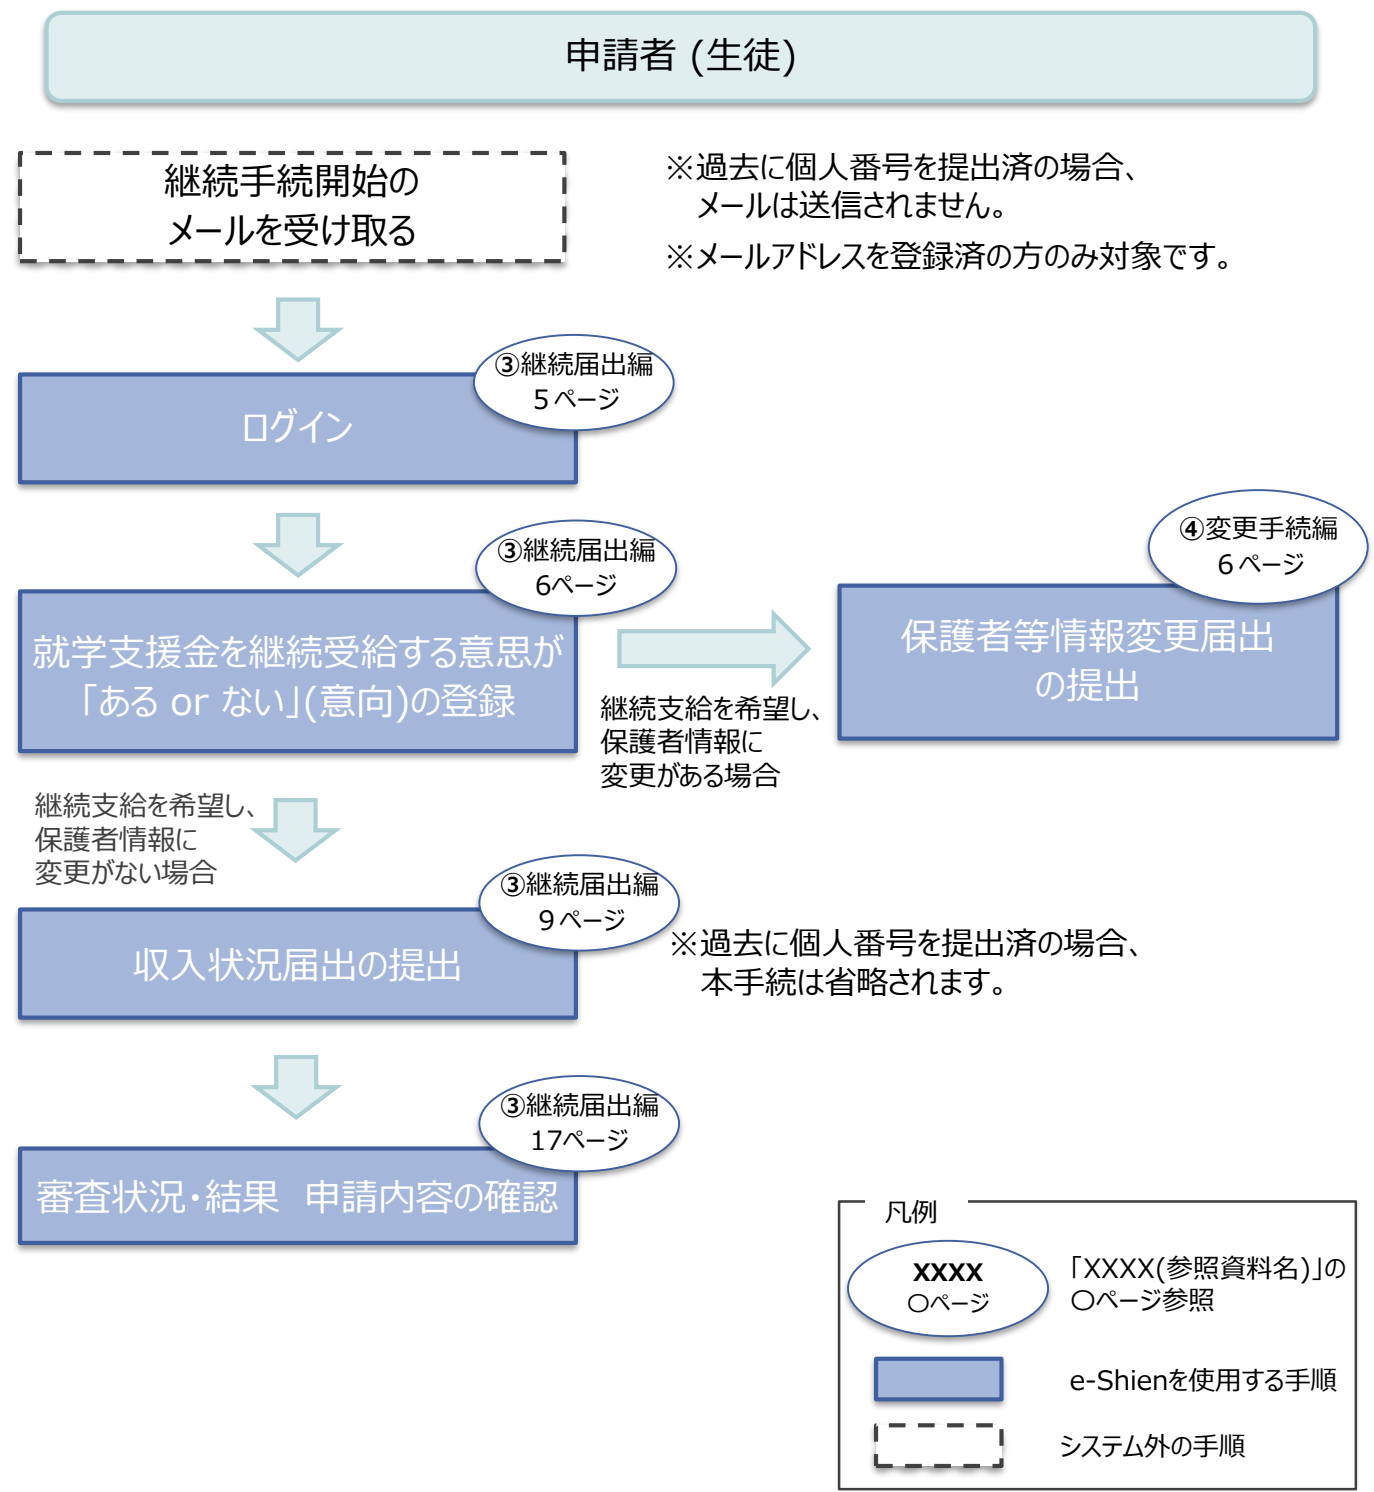 申請者 (生徒)
継続手続開始の
メールを受け取る
※過去に個人番号を提出済の場合、
メールは送信されません。
※メールアドレスを登録済の方のみ対象です。
③継続届出編
5ページ
ログイン
③継続届出編
6ページ
就学支援金を継続受給する意思が
「ある or ない」(意向)の登録
④変更手続編
6ページ
保護者等情報変更届出
の提出
継続支給を希望し、
保護者情報に
変更がある場合
継続支給を希望し、
保護者情報に
変更がない場合
③継続届出編
9ページ
収入状況届出の提出
※過去に個人番号を提出済の場合、
本手続は省略されます。
③継続届出編
17ページ
審査状況・結果　申請内容の確認
凡例
XXXX
○ページ
「XXXX(参照資料名)」の
○ページ参照
e-Shienを使用する手順
システム外の手順